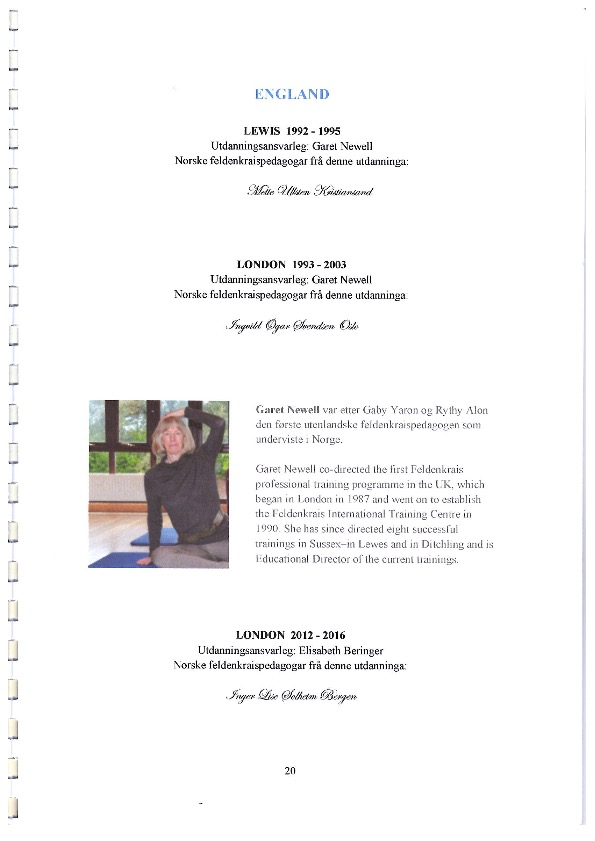 ENGLAND
LEWIS 1992 - 1995
Utdanningsansvarleg: Garet Newell
Norske feldenkraispedagogar frå denne utdanninga:
Mette Ullsten Kristiansand
LONDON 1993 - 2003
Utdanningsansvarleg: Garet Newell
Norske feldenkraispedagogar frå denne utdanninga:
Ingvild Ogar Svendsen Oslo
Garet Newell var etter Gaby Yaron og Rythy Alon
den første utenlandske feldenkraispedagogen som
underviste i Norge.
Garet Newell co-directed the first Feldenkrais
professional training programme in the UK, which
began in London in 1987 and went on to establish
the Feldenkrais International Training Centre in
1990. She has since directed eight successful
trainings in Sussex–in Lewes and in Ditchling and is
Educational Director of the current trainings.
LONDON 2012 - 2016
Utdanningsansvarleg: Elisabeth Beringer
Norske feldenkraispedagogar frå denne utdanninga:
Inger Lise Solheim Bergen
20